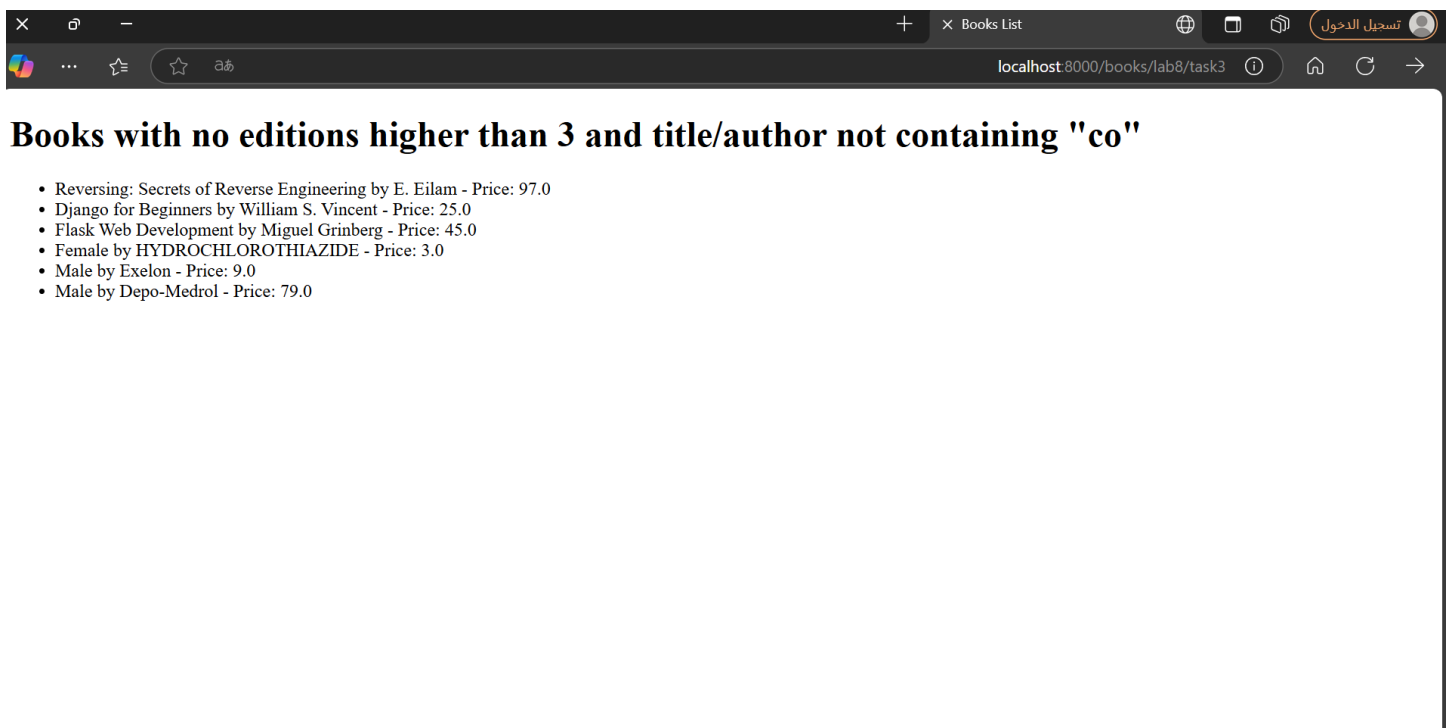 Books List
تسجيل الدخول
aあ
localhost:8000/books/lab8/task3
Books with no editions higher than 3 and title/author not containing "co"
• Reversing: Secrets of Reverse Engineering by E. Eilam - Price: 97.0
• Django for Beginners by William S. Vincent - Price: 25.0
• Flask Web Development by Miguel Grinberg - Price: 45.0
• Female by HYDROCHLOROTHIAZIDE - Price: 3.0
• Male by Exelon - Price: 9.0
• Male by Depo-Medrol - Price: 79.0